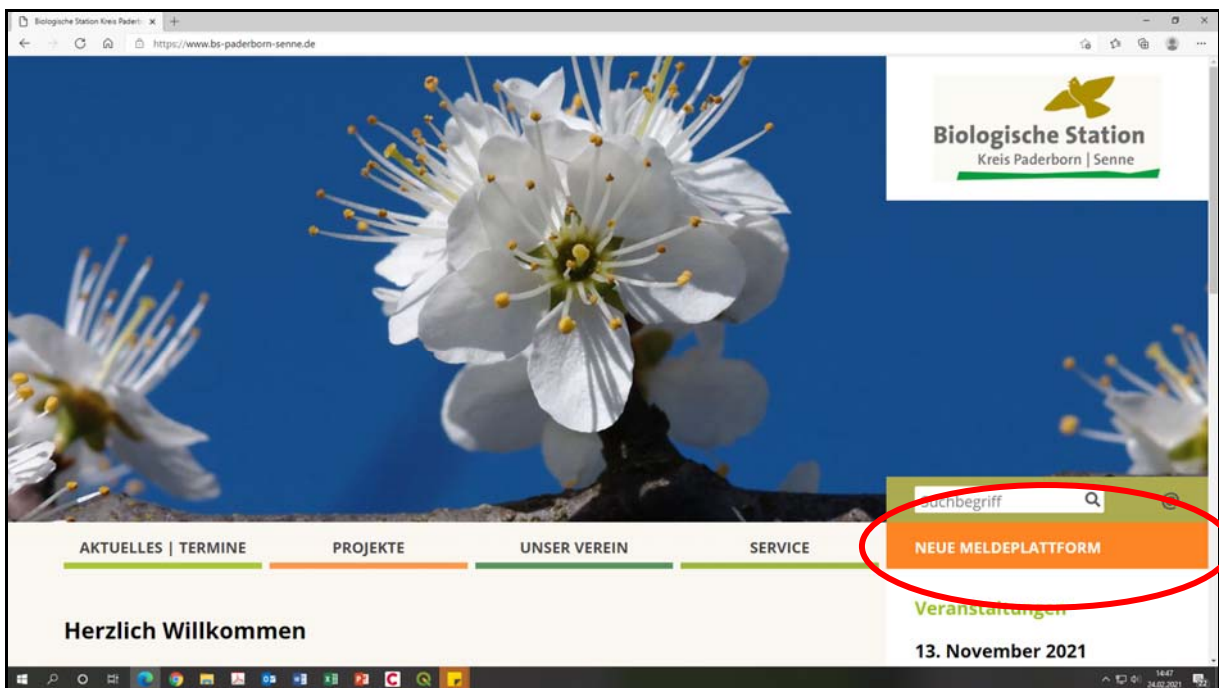 Biologische Station Kreis Paderb
https://www.bs-paderborn-senne.de
Biologische Station
Kreis Paderborn | Senne
Suchbegriff
@
AKTUELLES | TERMINE
PROJEKTE
UNSER VEREIN
SERVICE
NEUE MELDEPLATTFORM
Veranstaltungen
Herzlich Willkommen
13. November 2021
14:47
24.02.2021
22